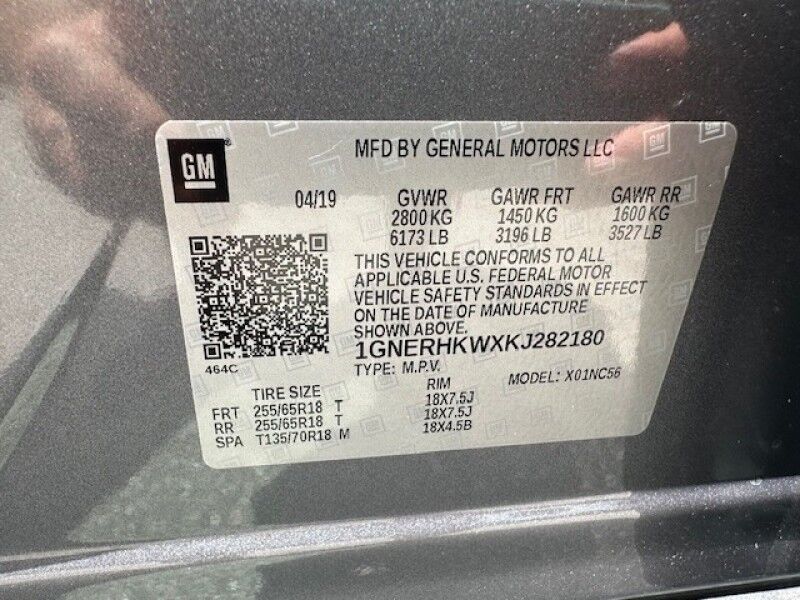 GM
MFD BY GENERAL MOTORS LLC
04/19 GVWR GAWR FRT GAWR RR
2800 KG 1450 KG 1600 KG
6173 LB 3196 LB 3527 LB
THIS VEHICLE CONFORMS TO ALL
APPLICABLE U.S. FEDERAL MOTOR
VEHICLE SAFETY STANDARDS IN EFFECT
ON THE DATE OF MANUFACTURE
SHOWN ABOVE.
464C
1GNERHKWXKJ282180
TYPE: M.P.V. MODEL: X01NC56
TIRE SIZE RIM
FRT 255/65R18 T 18X7.5J
RR 255/65R18 T 18X7.5J
SPA T135/70R18 M 18X4.5B